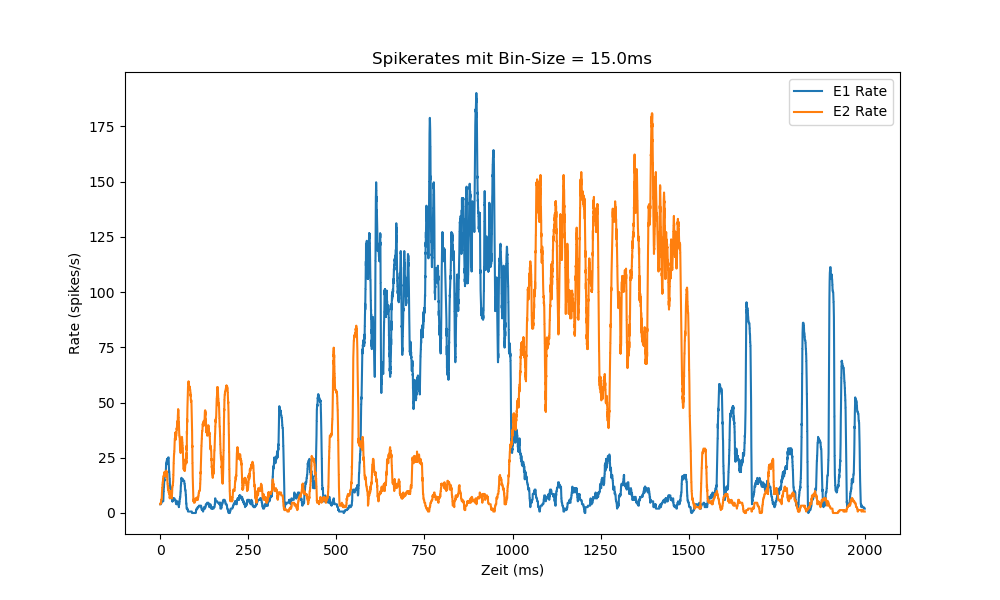 Spikerates mit Bin-Size = 15.0ms
E1 Rate
E2 Rate
175
150
125
100
75
50
25
0
Rate (spikes/s)
0 250 500 750 1000 1250 1500 1750 2000
Zeit (ms)